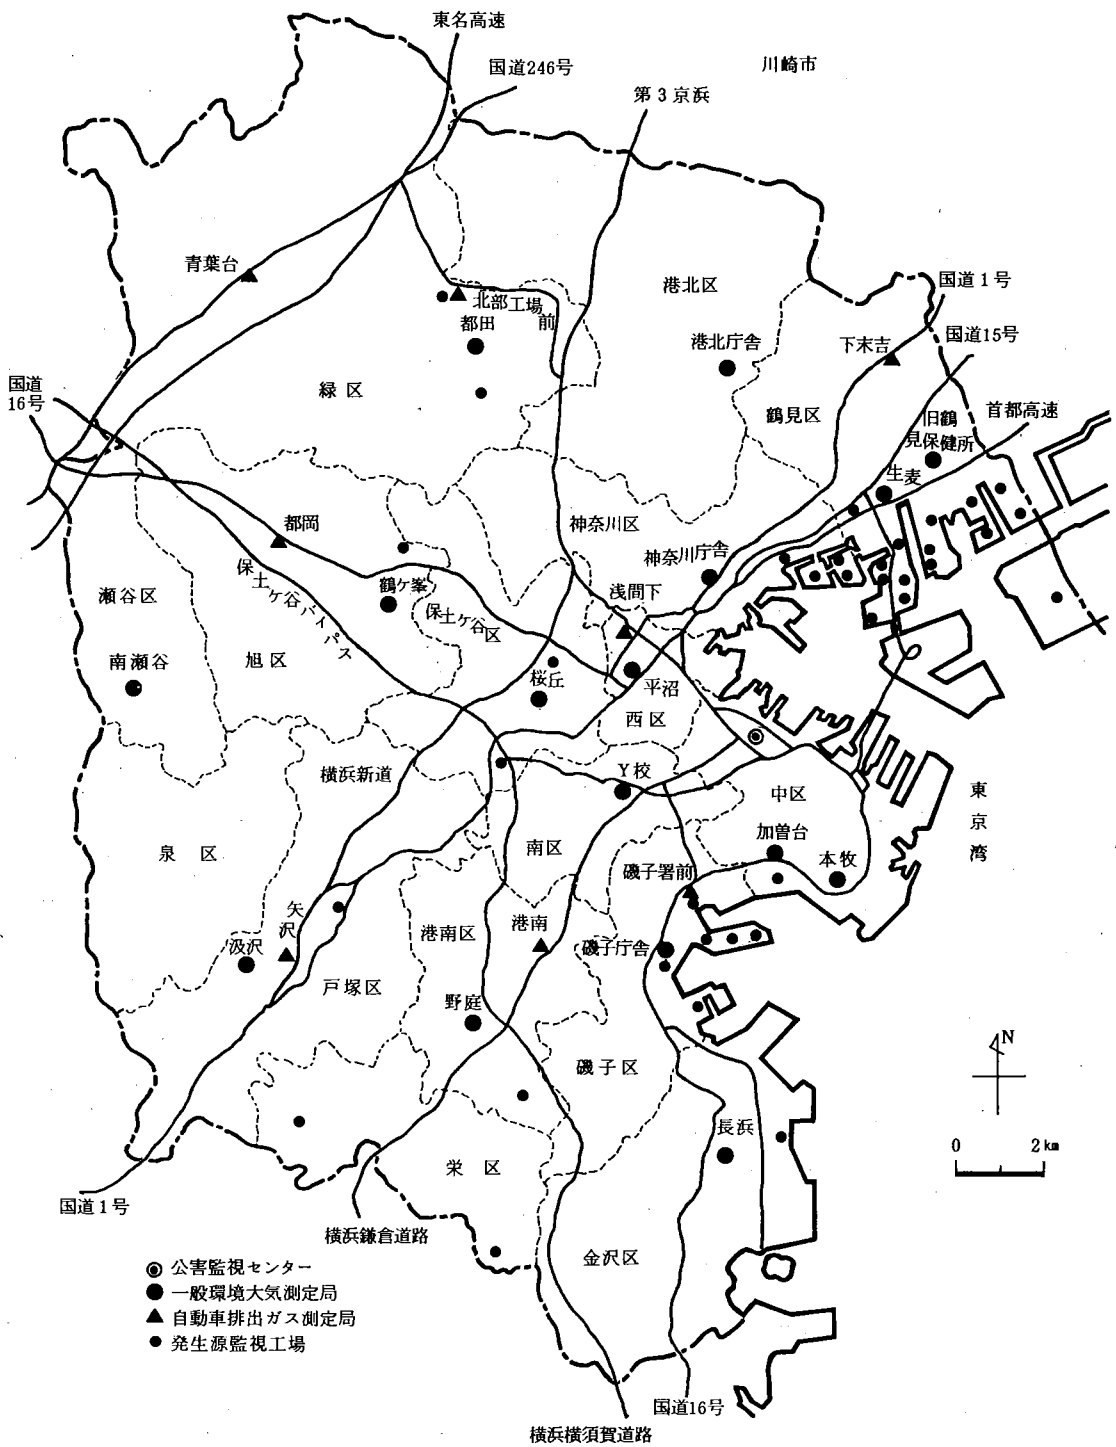 東名高速
国道246号
川崎市
第3京浜
青葉台
港北区
国道1号
北部工場
前
都田
港北庁舎
下末吉
国道15号
国道
16号
緑区
鶴見区
首都高速
旧鶴
見保健所
生麦
都岡
神奈川区
神奈川庁舎
保土ケ谷バイパス
鶴ケ峯
浅間下
瀬谷区
保土ケ谷区
南瀬谷
旭区
桜丘
平沼
西区
横浜新道
Y校
中区
東京湾
泉区
南区
加曽台
本牧
磯子署前
矢沢
港南区
港南
汲沢
磯子庁舎
戸塚区
野庭
磯子区
N
長浜
0 2km
栄区
国道1号
横浜鎌倉道路
金沢区
公害監視センター
一般環境大気測定局
自動車排出ガス測定局
発生源監視工場
国道16号
横浜横須賀道路